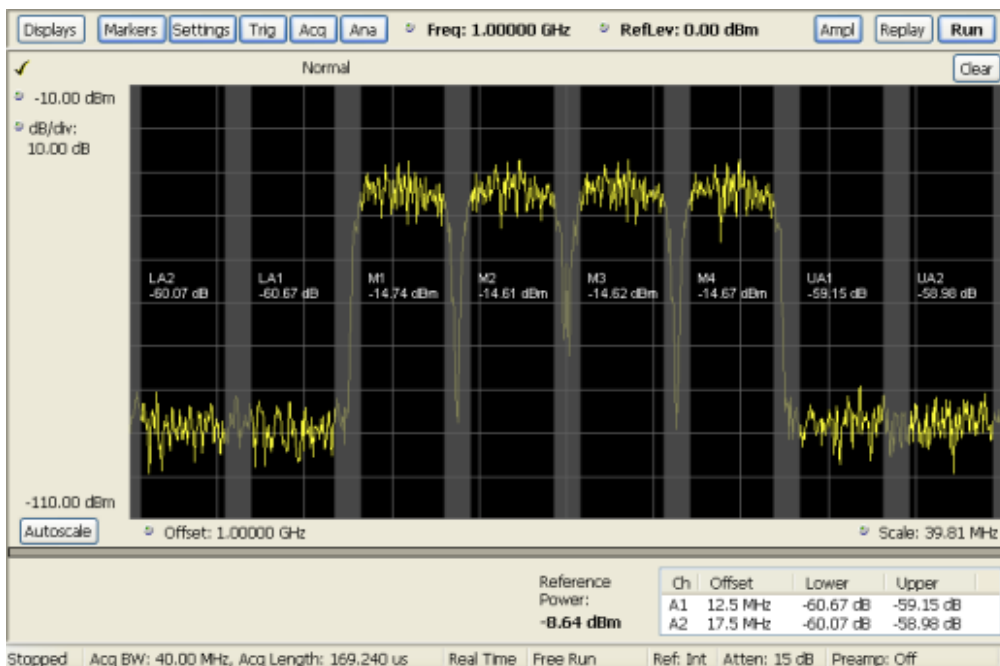 Displays Markers Settings Trig Acq Ana Freq: 1.00000 GHz RefLev: 0.00 dBm Ampl Replay Run
Normal Clear
-10.00 dBm
dB/div:
10.00 dB
LA2 LA1 M1 M2 M3 M4 UA1 UA2
-60.07 dB -60.67 dB -14.74 dBm -14.61 dBm -14.62 dBm -14.67 dBm -59.15 dB -58.98 dB
-110.00 dBm
Autoscale Offset: 1.00000 GHz Scale: 39.81 MHz
Reference Ch Offset Lower Upper
Power: A1 12.5 MHz -60.67 dB -59.15 dB
-8.64 dBm A2 17.5 MHz -60.07 dB -58.98 dB
Stopped Acq BW: 40.00 MHz, Acq Length: 169.240 us Real Time Free Run Ref: Int Atten: 15 dB Preamp: Off